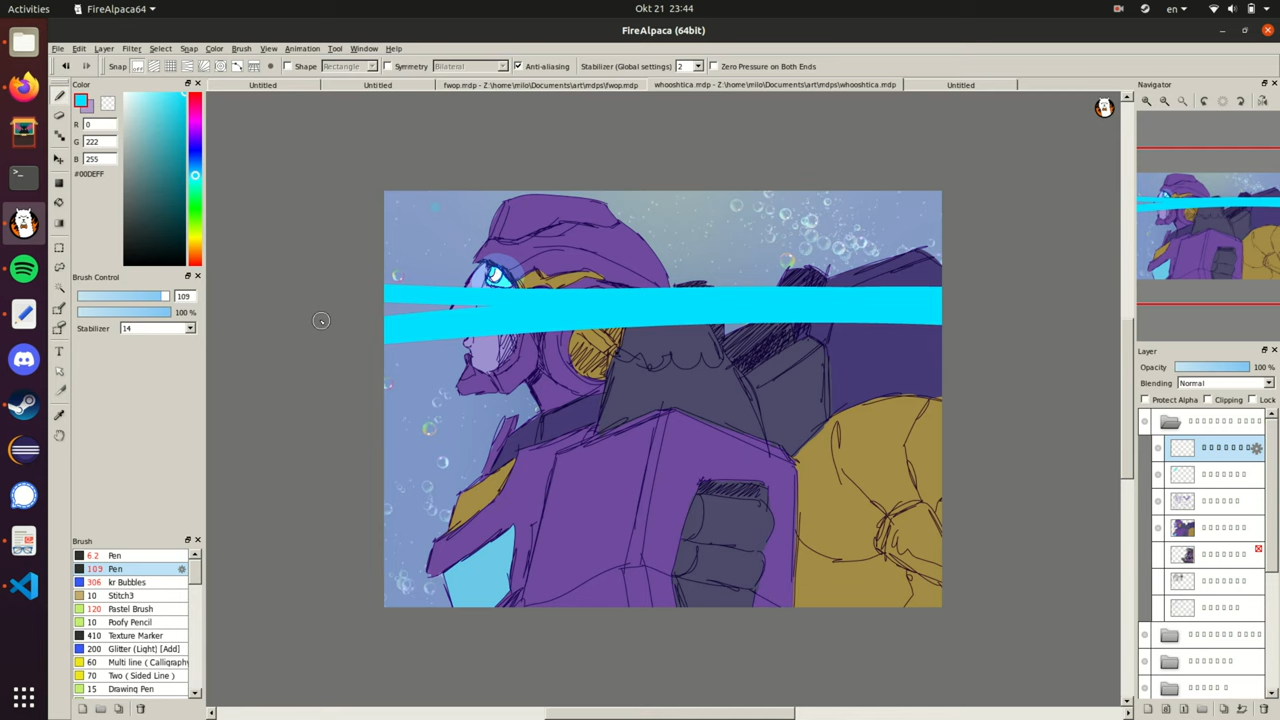 Activities
FireAlpaca64
Okt 21 23:44
en
FireAlpaca (64bit)
File Edit Layer Filter Select Snap Color Brush View Animation Tool Window Help
Snap OFF Shape Rectangle Symmetry Bilateral Anti-aliasing Stabilizer (Global settings) 2 Zero Pressure on Both Ends
Color
Untitled
Untitled
fwop.mdp - Z:\home\milo\Documents\art\mdps\fwop.mdp
whooshtica.mdp - Z:\home\milo\Documents\art\mdps\whooshtica.mdp
Untitled
Navigator
R 0
G 222
B 255
#00DEFF
Brush Control
109
100 %
Stabilizer 14
Layer
Opacity 100 %
Blending Normal
Protect Alpha Clipping Lock
Brush
6.2 Pen
109 Pen
306 kr Bubbles
10 Stitch3
120 Pastel Brush
10 Poofy Pencil
410 Texture Marker
200 Glitter (Light) [Add]
60 Multi line ( Calligraphy
70 Two ( Sided Line )
15 Drawing Pen